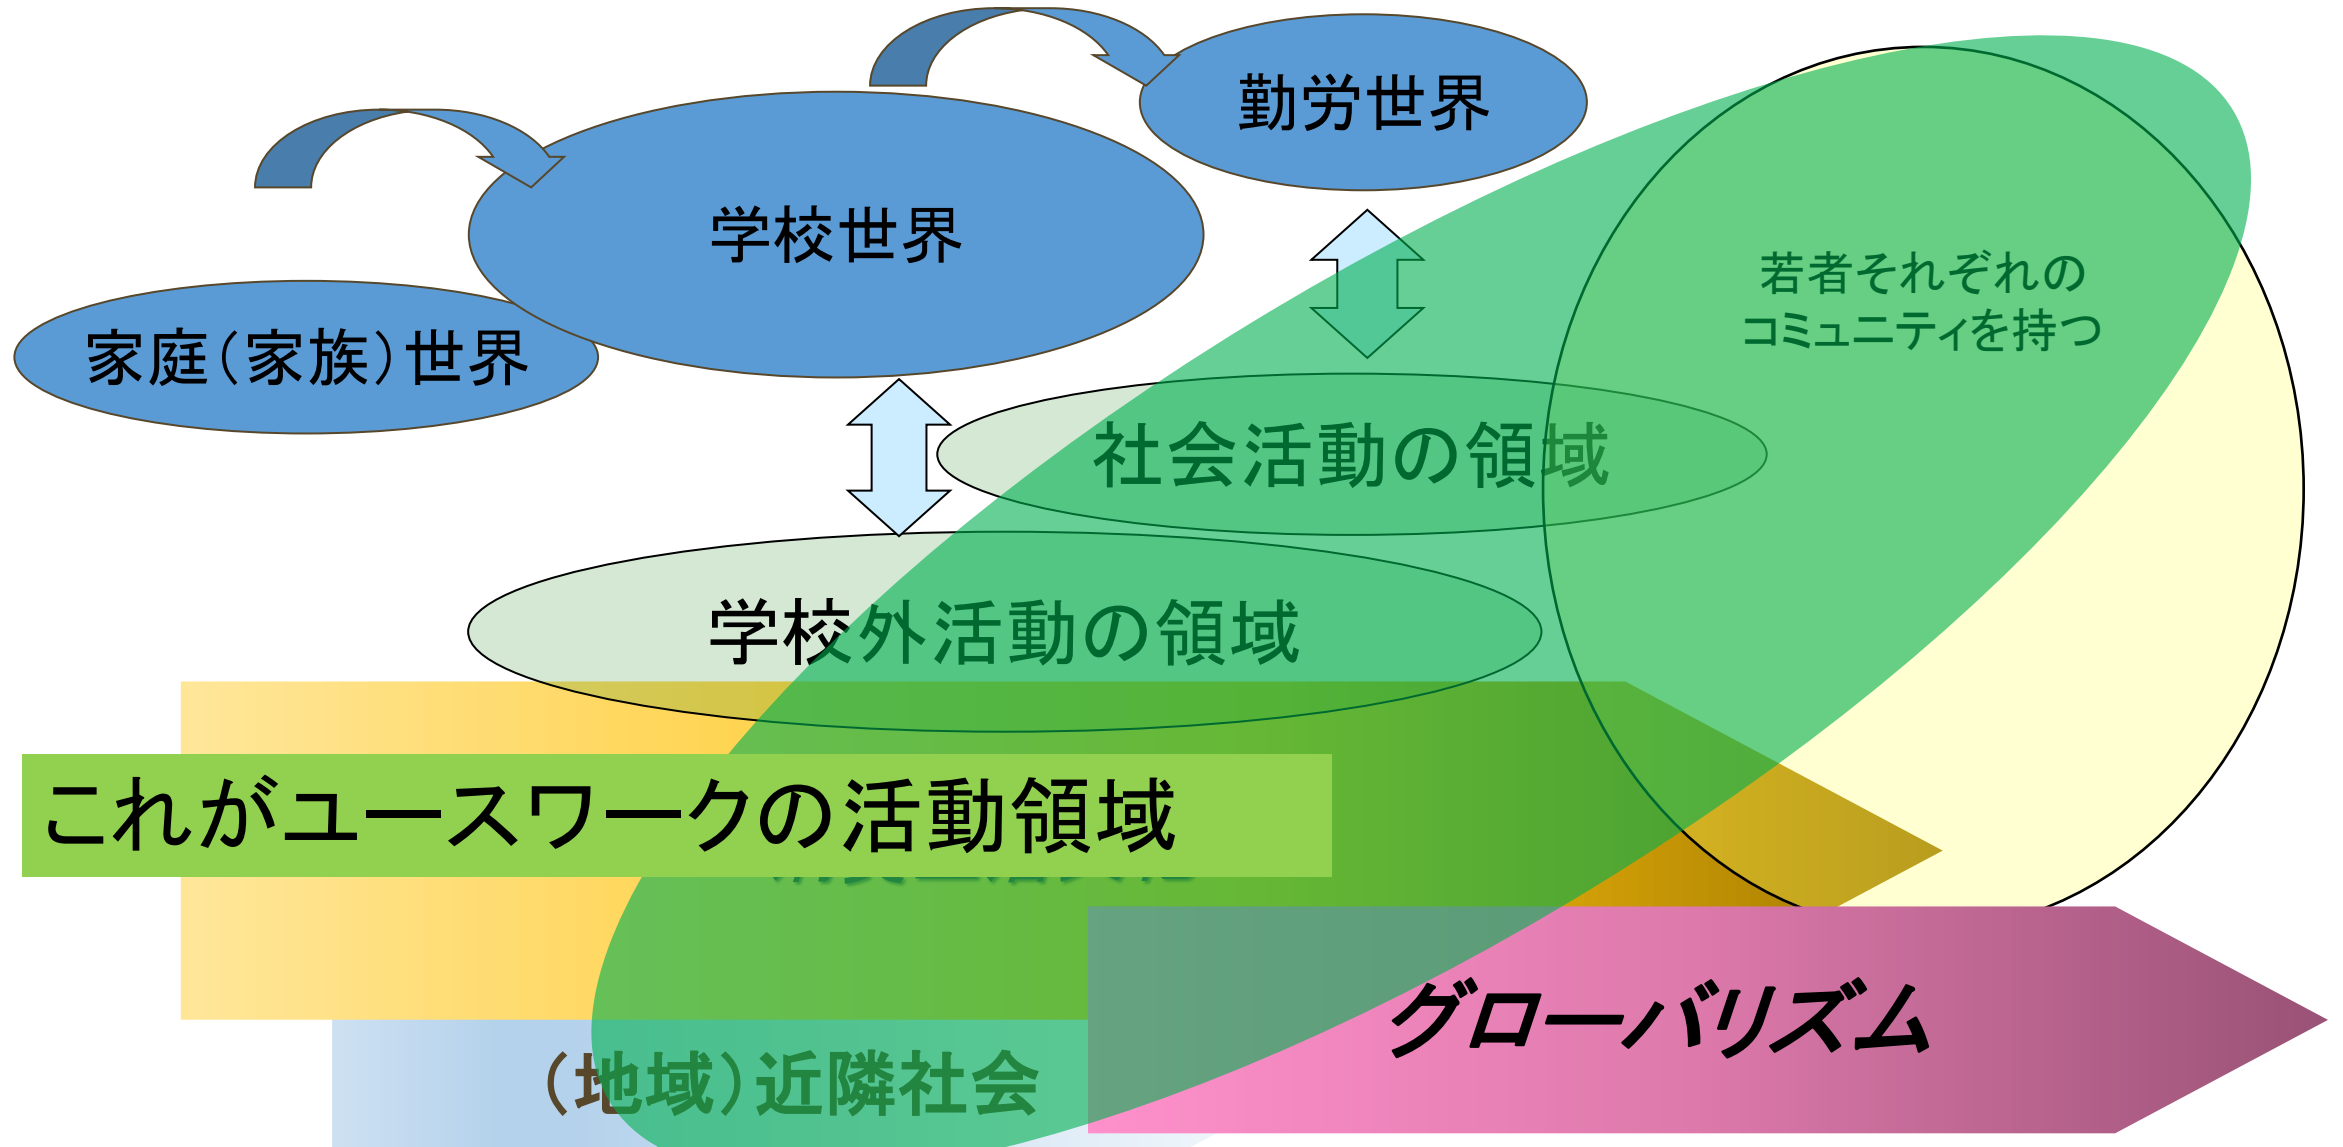 勤労世界
学校世界
家庭（家族）世界
若者それぞれの
コミュニティを持つ
社会活動の領域
学校外活動の領域
これがユースワークの活動領域
グローバリズム
（地域）近隣社会